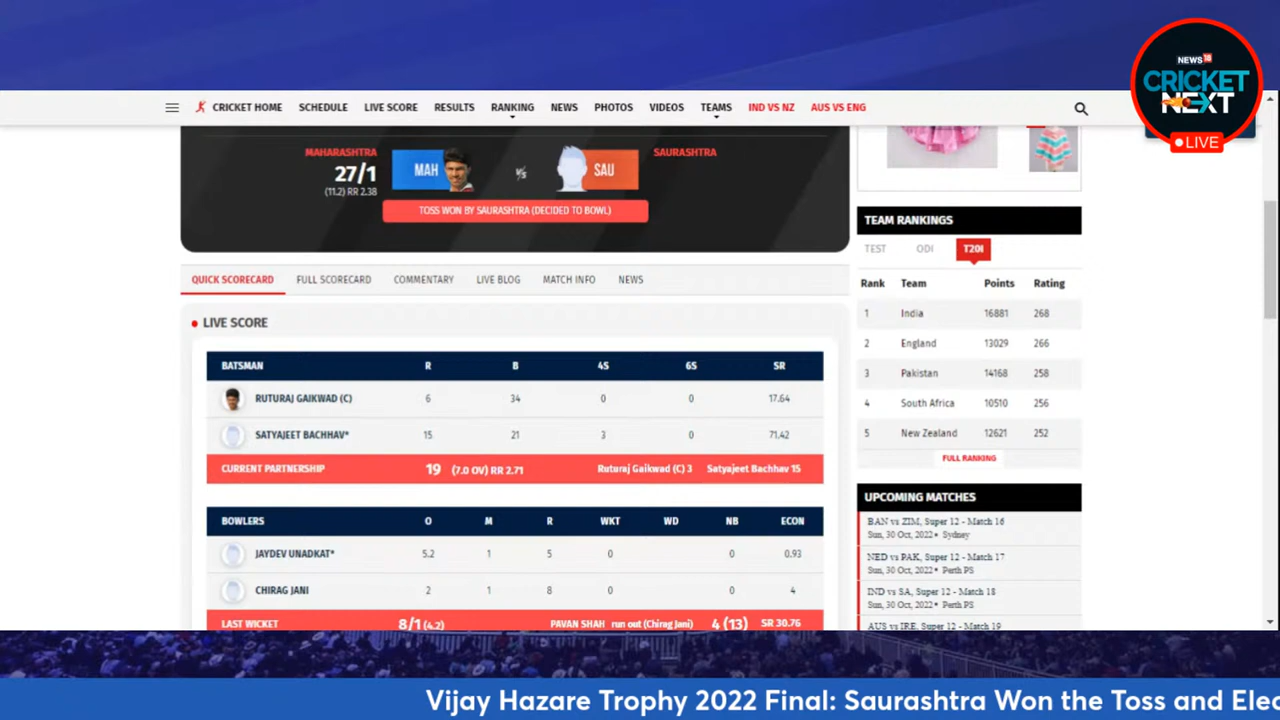 NEWS18
CRICKET
NEXT
LIVE
CRICKET HOME SCHEDULE LIVE SCORE RESULTS RANKING NEWS PHOTOS VIDEOS TEAMS IND VS NZ AUS VS ENG
MAHARASHTRA
27/1
(11.2) RR 2.38
MAH
V/S
SAU
SAURASHTRA
TOSS WON BY SAURASHTRA (DECIDED TO BOWL)
QUICK SCORECARD FULL SCORECARD COMMENTARY LIVE BLOG MATCH INFO NEWS
LIVE SCORE
BATSMAN R B 4S 6S SR
RUTURAJ GAIKWAD (C) 6 34 0 0 17.64
SATYAJEET BACHHAV* 15 21 3 0 71.42
CURRENT PARTNERSHIP 19 (7.0 OV) RR 2.71 Ruturaj Gaikwad (C) 3 Satyajeet Bachhav 15
BOWLERS O M R WKT WD NB ECON
JAYDEV UNADKAT* 5.2 1 5 0 0 0.93
CHIRAG JANI 2 1 8 0 0 4
LAST WICKET 8/1 (4.2) PAVAN SHAH run out (Chirag Jani) 4 (13) SR 30.76
TEAM RANKINGS
TEST ODI T20I
Rank Team Points Rating
1 India 16881 268
2 England 13029 266
3 Pakistan 14168 258
4 South Africa 10510 256
5 New Zealand 12621 252
FULL RANKING
UPCOMING MATCHES
BAN vs ZIM, Super 12 - Match 16
Sun, 30 Oct, 2022 • Sydney
NED vs PAK, Super 12 - Match 17
Sun, 30 Oct, 2022 • Perth PS
IND vs SA, Super 12 - Match 18
Sun, 30 Oct, 2022 • Perth PS
AUS vs IRE, Super 12 - Match 19
Vijay Hazare Trophy 2022 Final: Saurashtra Won the Toss and Elec